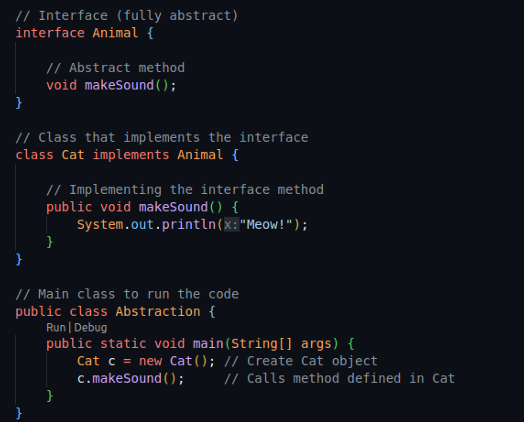 // Interface (fully abstract)
interface Animal {
// Abstract method
void makeSound();
}
// Class that implements the interface
class Cat implements Animal {
// Implementing the interface method
public void makeSound() {
System.out.println(x:"Meow!");
}
}
// Main class to run the code
public class Abstraction {
Run | Debug
public static void main(String[] args) {
Cat c = new Cat(); // Create Cat object
c.makeSound();     // Calls method defined in Cat
}
}